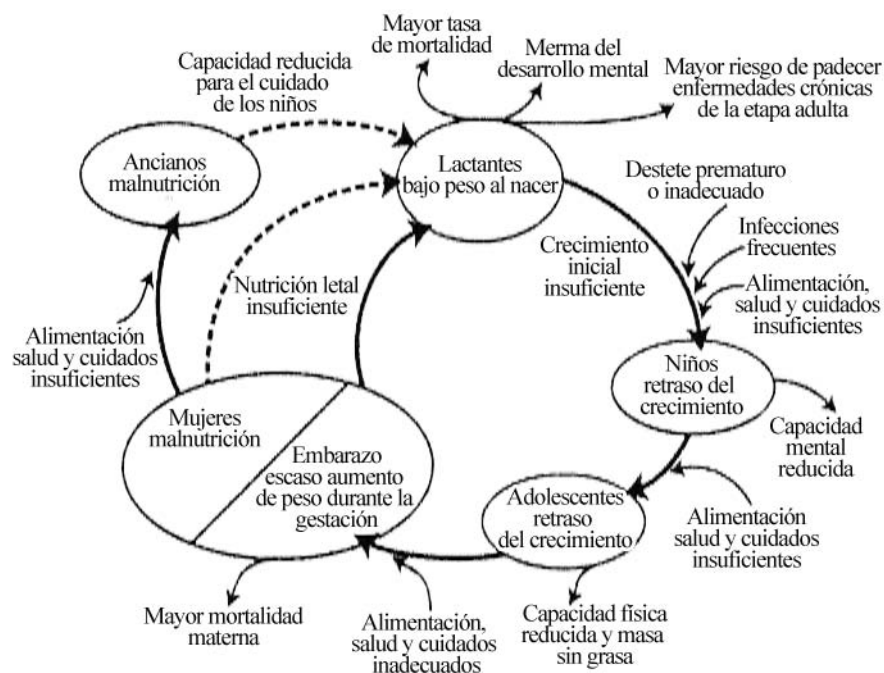 Mayor tasa
de mortalidad
Merma del
desarrollo mental
Mayor riesgo de padecer
enfermedades crónicas
de la etapa adulta
Capacidad reducida
para el cuidado
de los niños
Ancianos
malnutrición
Lactantes
bajo peso al nacer
Destete prematuro
o inadecuado
Infecciones
frecuentes
Alimentación,
salud y cuidados
insuficientes
Crecimiento
inicial
insuficiente
Nutrición letal
insuficiente
Alimentación
salud y cuidados
insuficientes
Niños
retraso del
crecimiento
Capacidad
mental
reducida
Mujeres
malnutrición
Embarazo
escaso aumento
de peso durante la
gestación
Adolescentes
retraso
del crecimiento
Alimentación
salud y cuidados
insuficientes
Mayor mortalidad
materna
Alimentación,
salud y cuidados
inadecuados
Capacidad física
reducida y masa
sin grasa